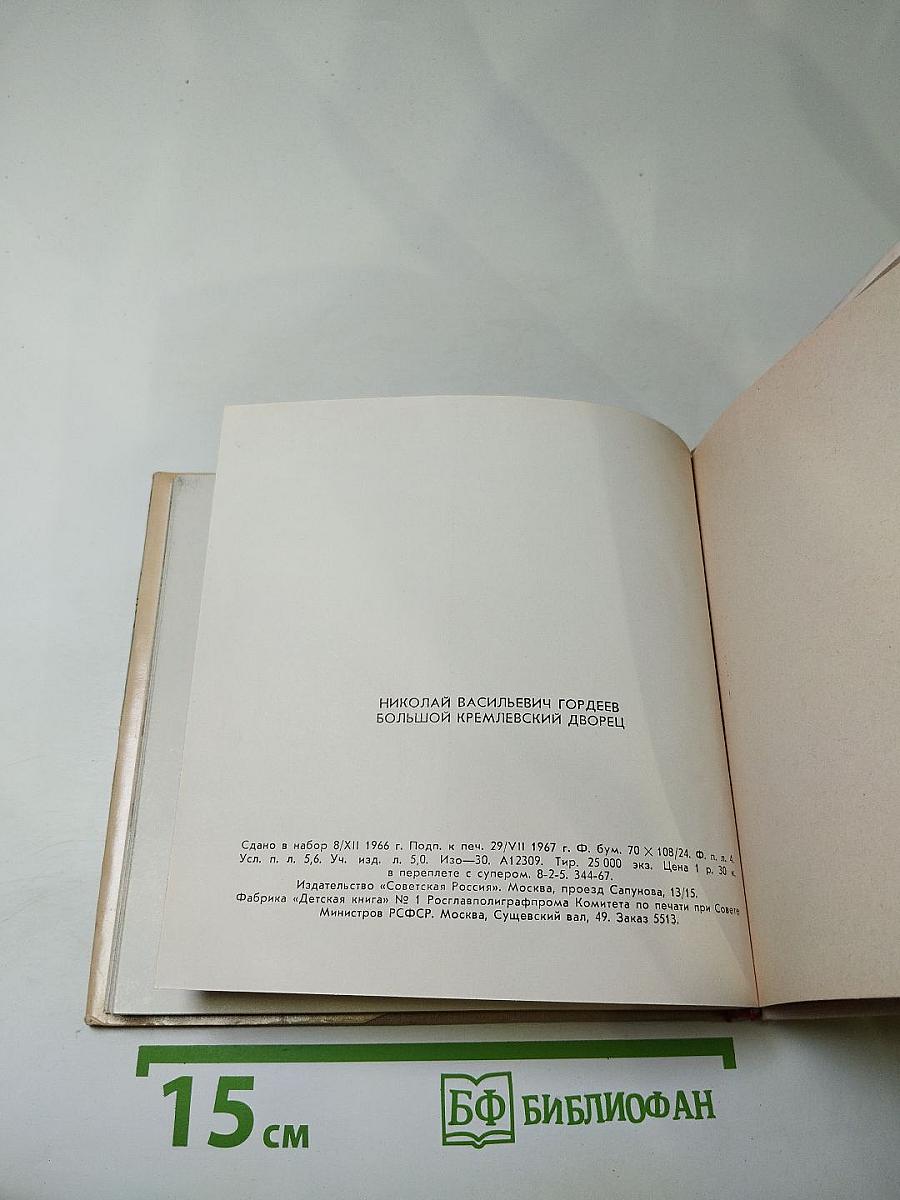 НИКОЛАЙ ВАСИЛЬЕВИЧ ГОРДЕЕВ
БОЛЬШОЙ КРЕМЛЕВСКИЙ ДВОРЕЦ
Сдано в набор 8/XII 1966 г. Подп. к печ. 29/VII 1967 г. Ф. бум. 70 × 108/24. Ф. п. л. 4.
Усл. п. л. 5,6. Уч. изд. л. 5,0. Изо—30. А12309. Тир. 25 000 экз. Цена 1 р. 30 к.
в переплете с супером. 8-2-5. 344-67.
Издательство «Советская Россия». Москва, проезд Сапунова, 13/15.
Фабрика «Детская книга» № 1 Росглавполиграфпрома Комитета по печати при Совете
Министров РСФСР. Москва, Сущевский вал, 49. Заказ 5513.
15 см
БФ БИБЛИОФАН